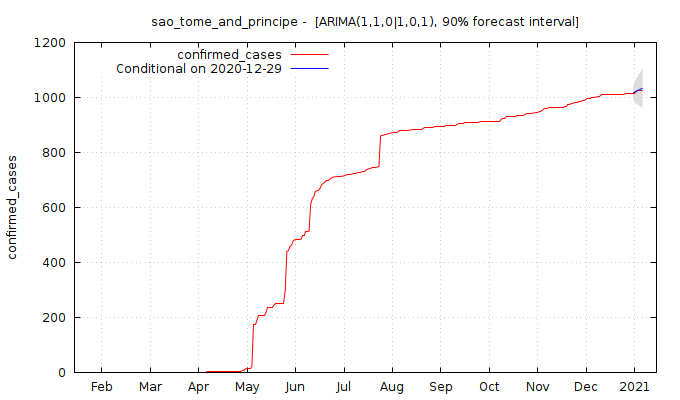 sao_tome_and_principe - [ARIMA(1,1,0|1,0,1), 90% forecast interval]
confirmed_cases
Conditional on 2020-12-29
confirmed_cases
1200
1000
800
600
400
200
0
Feb Mar Apr May Jun Jul Aug Sep Oct Nov Dec 2021